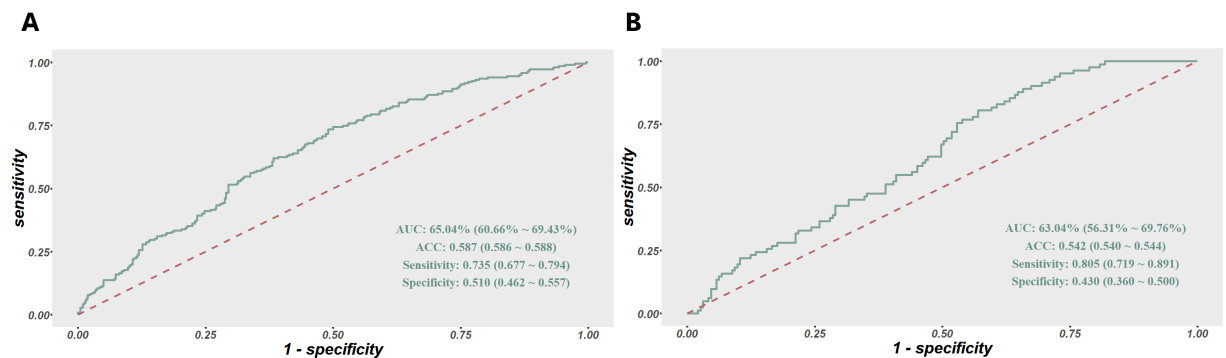 A
1.00
0.75
0.50
0.25
0.00
sensitivity
AUC: 65.04% (60.66% ~ 69.43%)
ACC: 0.587 (0.586 ~ 0.588)
Sensitivity: 0.735 (0.677 ~ 0.794)
Specificity: 0.510 (0.462 ~ 0.557)
0.00 0.25 0.50 0.75 1.00
1 - specificity
B
1.00
0.75
0.50
0.25
0.00
sensitivity
AUC: 63.04% (56.31% ~ 69.76%)
ACC: 0.542 (0.540 ~ 0.544)
Sensitivity: 0.805 (0.719 ~ 0.891)
Specificity: 0.430 (0.360 ~ 0.500)
0.00 0.25 0.50 0.75 1.00
1 - specificity